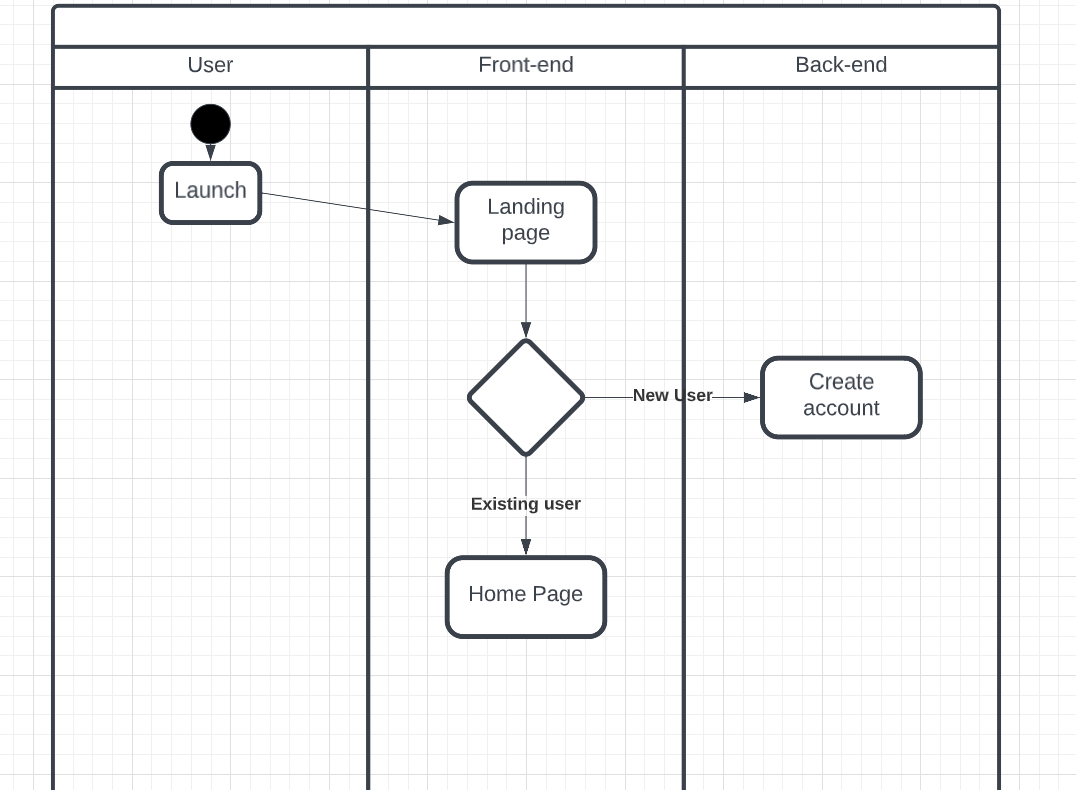 User
Front-end
Back-end
Launch
Landing
page
Create
account
New User
Existing user
Home Page